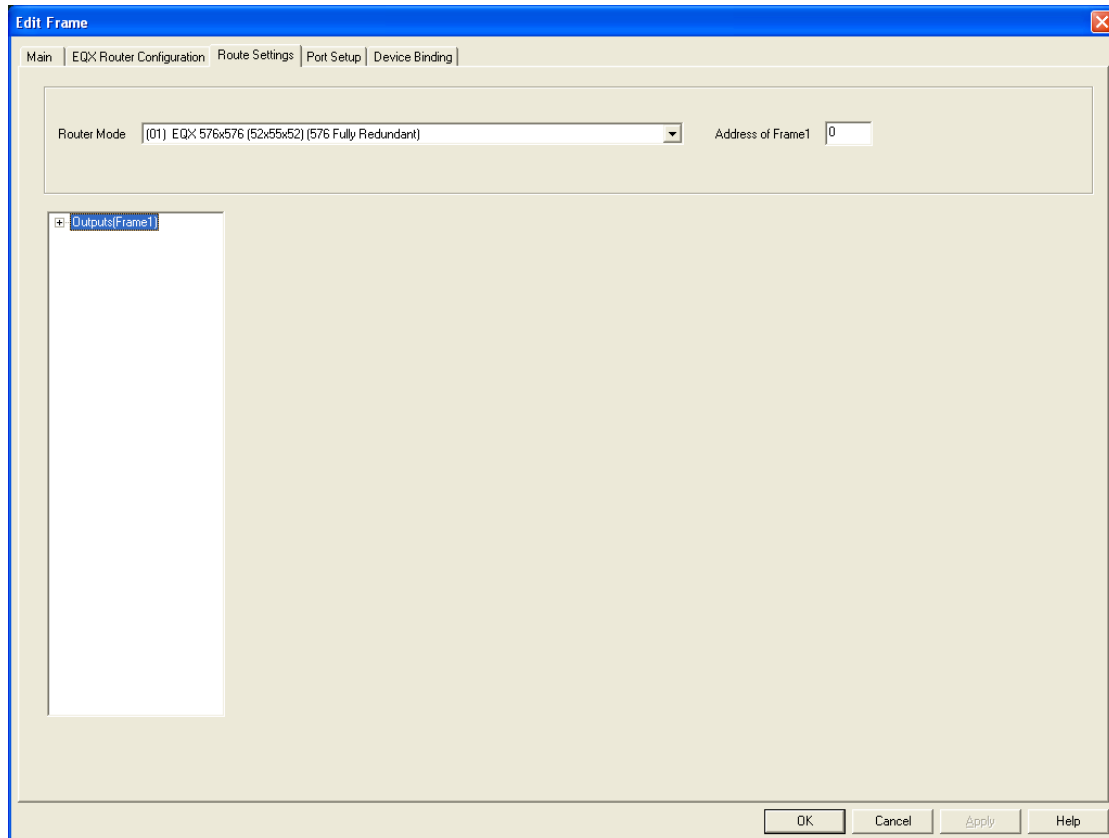 Edit Frame
Main EQX Router Configuration Route Settings Port Setup Device Binding
Router Mode (01) EQX 576x576 (52x55x52) (576 Fully Redundant) Address of Frame1 0
Outputs(Frame1)
OK Cancel Apply Help